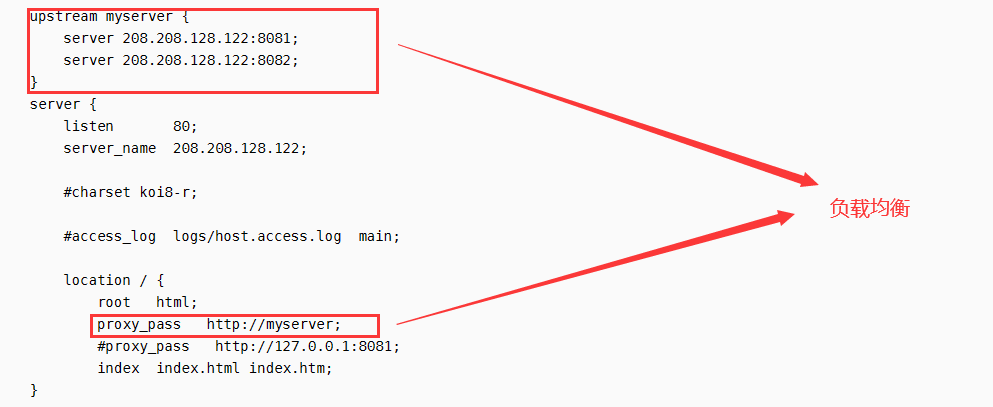 upstream myserver {
server 208.208.128.122:8081;
server 208.208.128.122:8082;
}
server {
listen       80;
server_name  208.208.128.122;
#charset koi8-r;
#access_log  logs/host.access.log  main;
负载均衡
location / {
root   html;
proxy_pass   http://myserver;
#proxy_pass   http://127.0.0.1:8081;
index  index.html index.htm;
}